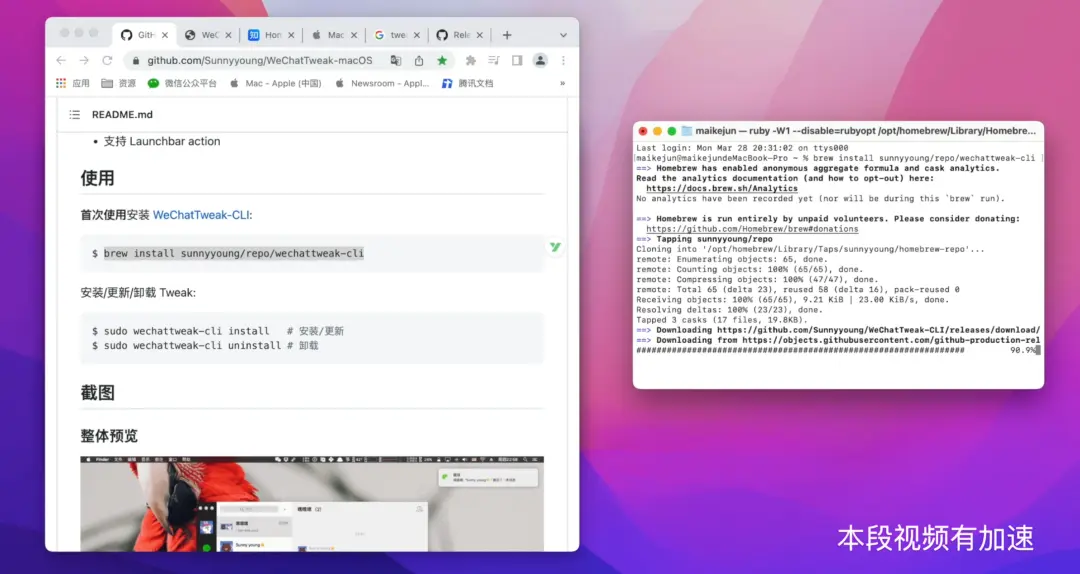 GitH
WeC
Hon
Mac
twe
Rele
github.com/Sunnyyoung/WeChatTweak-macOS
应用
资源
微信公众平台
Mac - Apple (中国)
Newsroom - Appl...
腾讯文档
»
README.md
• 支持 Launchbar action
使用
首次使用安装 WeChatTweak-CLI:
$ brew install sunnyyoung/repo/wechattweak-cli
安装/更新/卸载 Tweak:
$ sudo wechattweak-cli install # 安装/更新
$ sudo wechattweak-cli uninstall # 卸载
截图
整体预览
Sunny young
maikejun — ruby -W1 --disable=rubyopt /opt/homebrew/Library/Homebre...
Last login: Mon Mar 28 20:31:02 on ttys000
maikejun@maikejundeMacBook-Pro ~ % brew install sunnyyoung/repo/wechattweak-cli
==> Homebrew has enabled anonymous aggregate formula and cask analytics.
Read the analytics documentation (and how to opt-out) here:
https://docs.brew.sh/Analytics
No analytics have been recorded yet (nor will be during this `brew` run).
==> Homebrew is run entirely by unpaid volunteers. Please consider donating:
https://github.com/Homebrew/brew#donations
==> Tapping sunnyyoung/repo
Cloning into '/opt/homebrew/Library/Taps/sunnyyoung/homebrew-repo'...
remote: Enumerating objects: 65, done.
remote: Counting objects: 100% (65/65), done.
remote: Compressing objects: 100% (47/47), done.
remote: Total 65 (delta 23), reused 58 (delta 16), pack-reused 0
Receiving objects: 100% (65/65), 9.21 KiB | 23.00 KiB/s, done.
Resolving deltas: 100% (23/23), done.
Tapped 3 casks (17 files, 19.8KB).
==> Downloading https://github.com/Sunnyyoung/WeChatTweak-CLI/releases/download/
==> Downloading from https://objects.githubusercontent.com/github-production-rel
################################################################# 90.9%
本段视频有加速